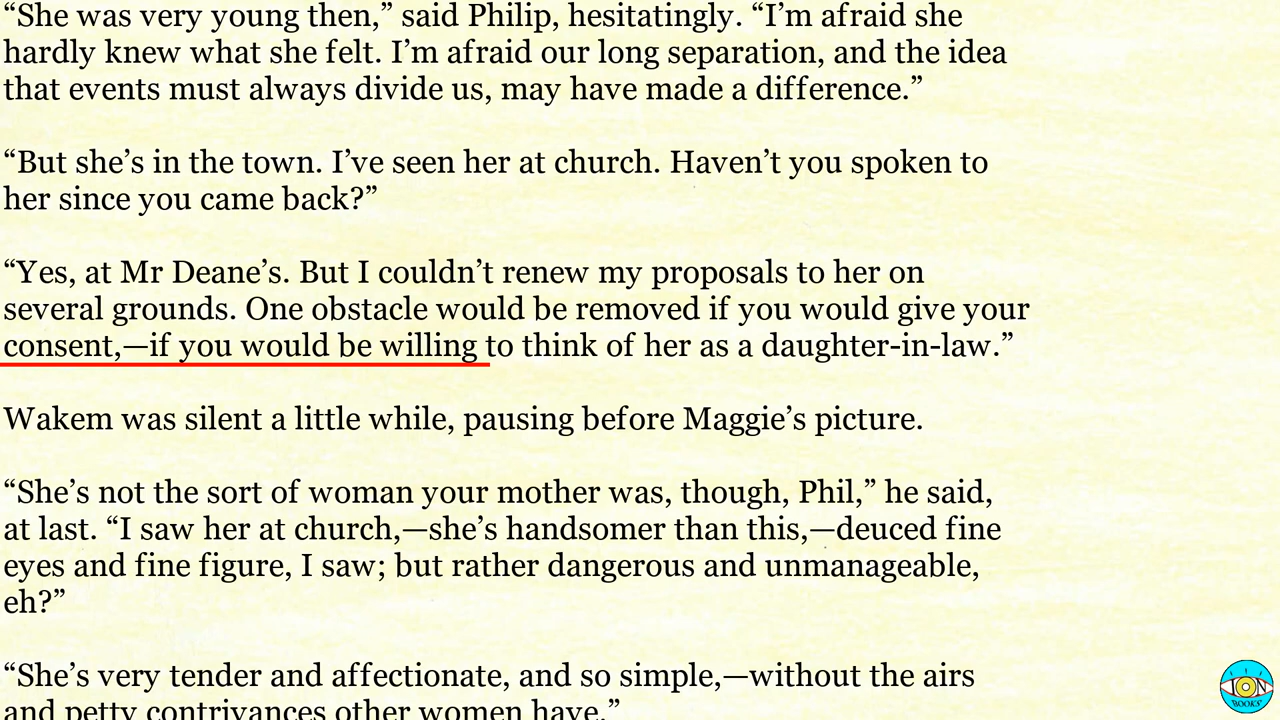 “She was very young then,” said Philip, hesitatingly. “I’m afraid she
hardly knew what she felt. I’m afraid our long separation, and the idea
that events must always divide us, may have made a difference.”
“But she’s in the town. I’ve seen her at church. Haven’t you spoken to
her since you came back?”
“Yes, at Mr Deane’s. But I couldn’t renew my proposals to her on
several grounds. One obstacle would be removed if you would give your
consent,—if you would be willing to think of her as a daughter-in-law.”
Wakem was silent a little while, pausing before Maggie’s picture.
“She’s not the sort of woman your mother was, though, Phil,” he said,
at last. “I saw her at church,—she’s handsomer than this,—deuced fine
eyes and fine figure, I saw; but rather dangerous and unmanageable,
eh?”
“She’s very tender and affectionate, and so simple,—without the airs
and petty contrivances other women have.”
ION
BOOKS